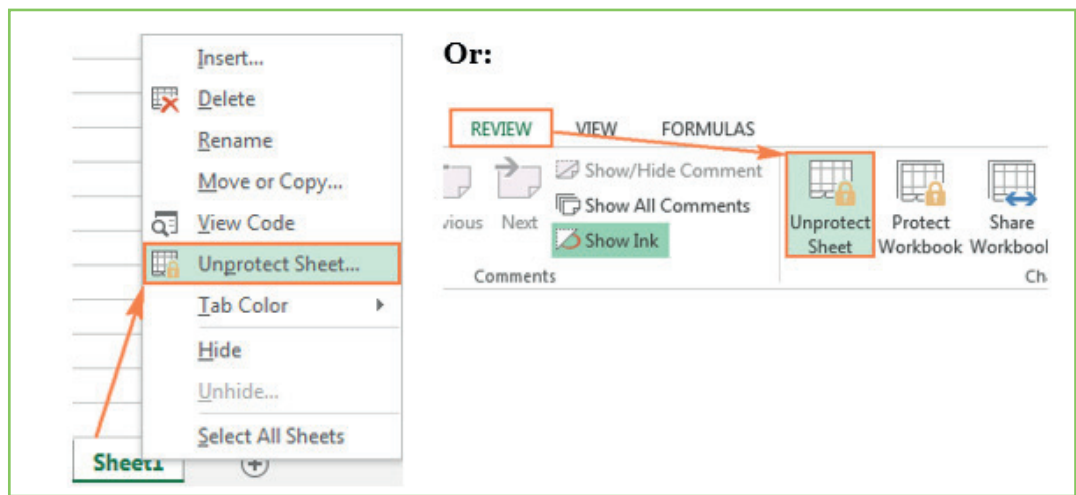 Insert...
Delete
Rename
Move or Copy...
View Code
Unprotect Sheet...
Tab Color
Hide
Unhide...
Select All Sheets
Sheet1
Or:
REVIEW VIEW FORMULAS
Show/Hide Comment
Show All Comments
Show Ink
vious Next
Comments
Unprotect Sheet
Protect Workbook
Share Workbool
Ch